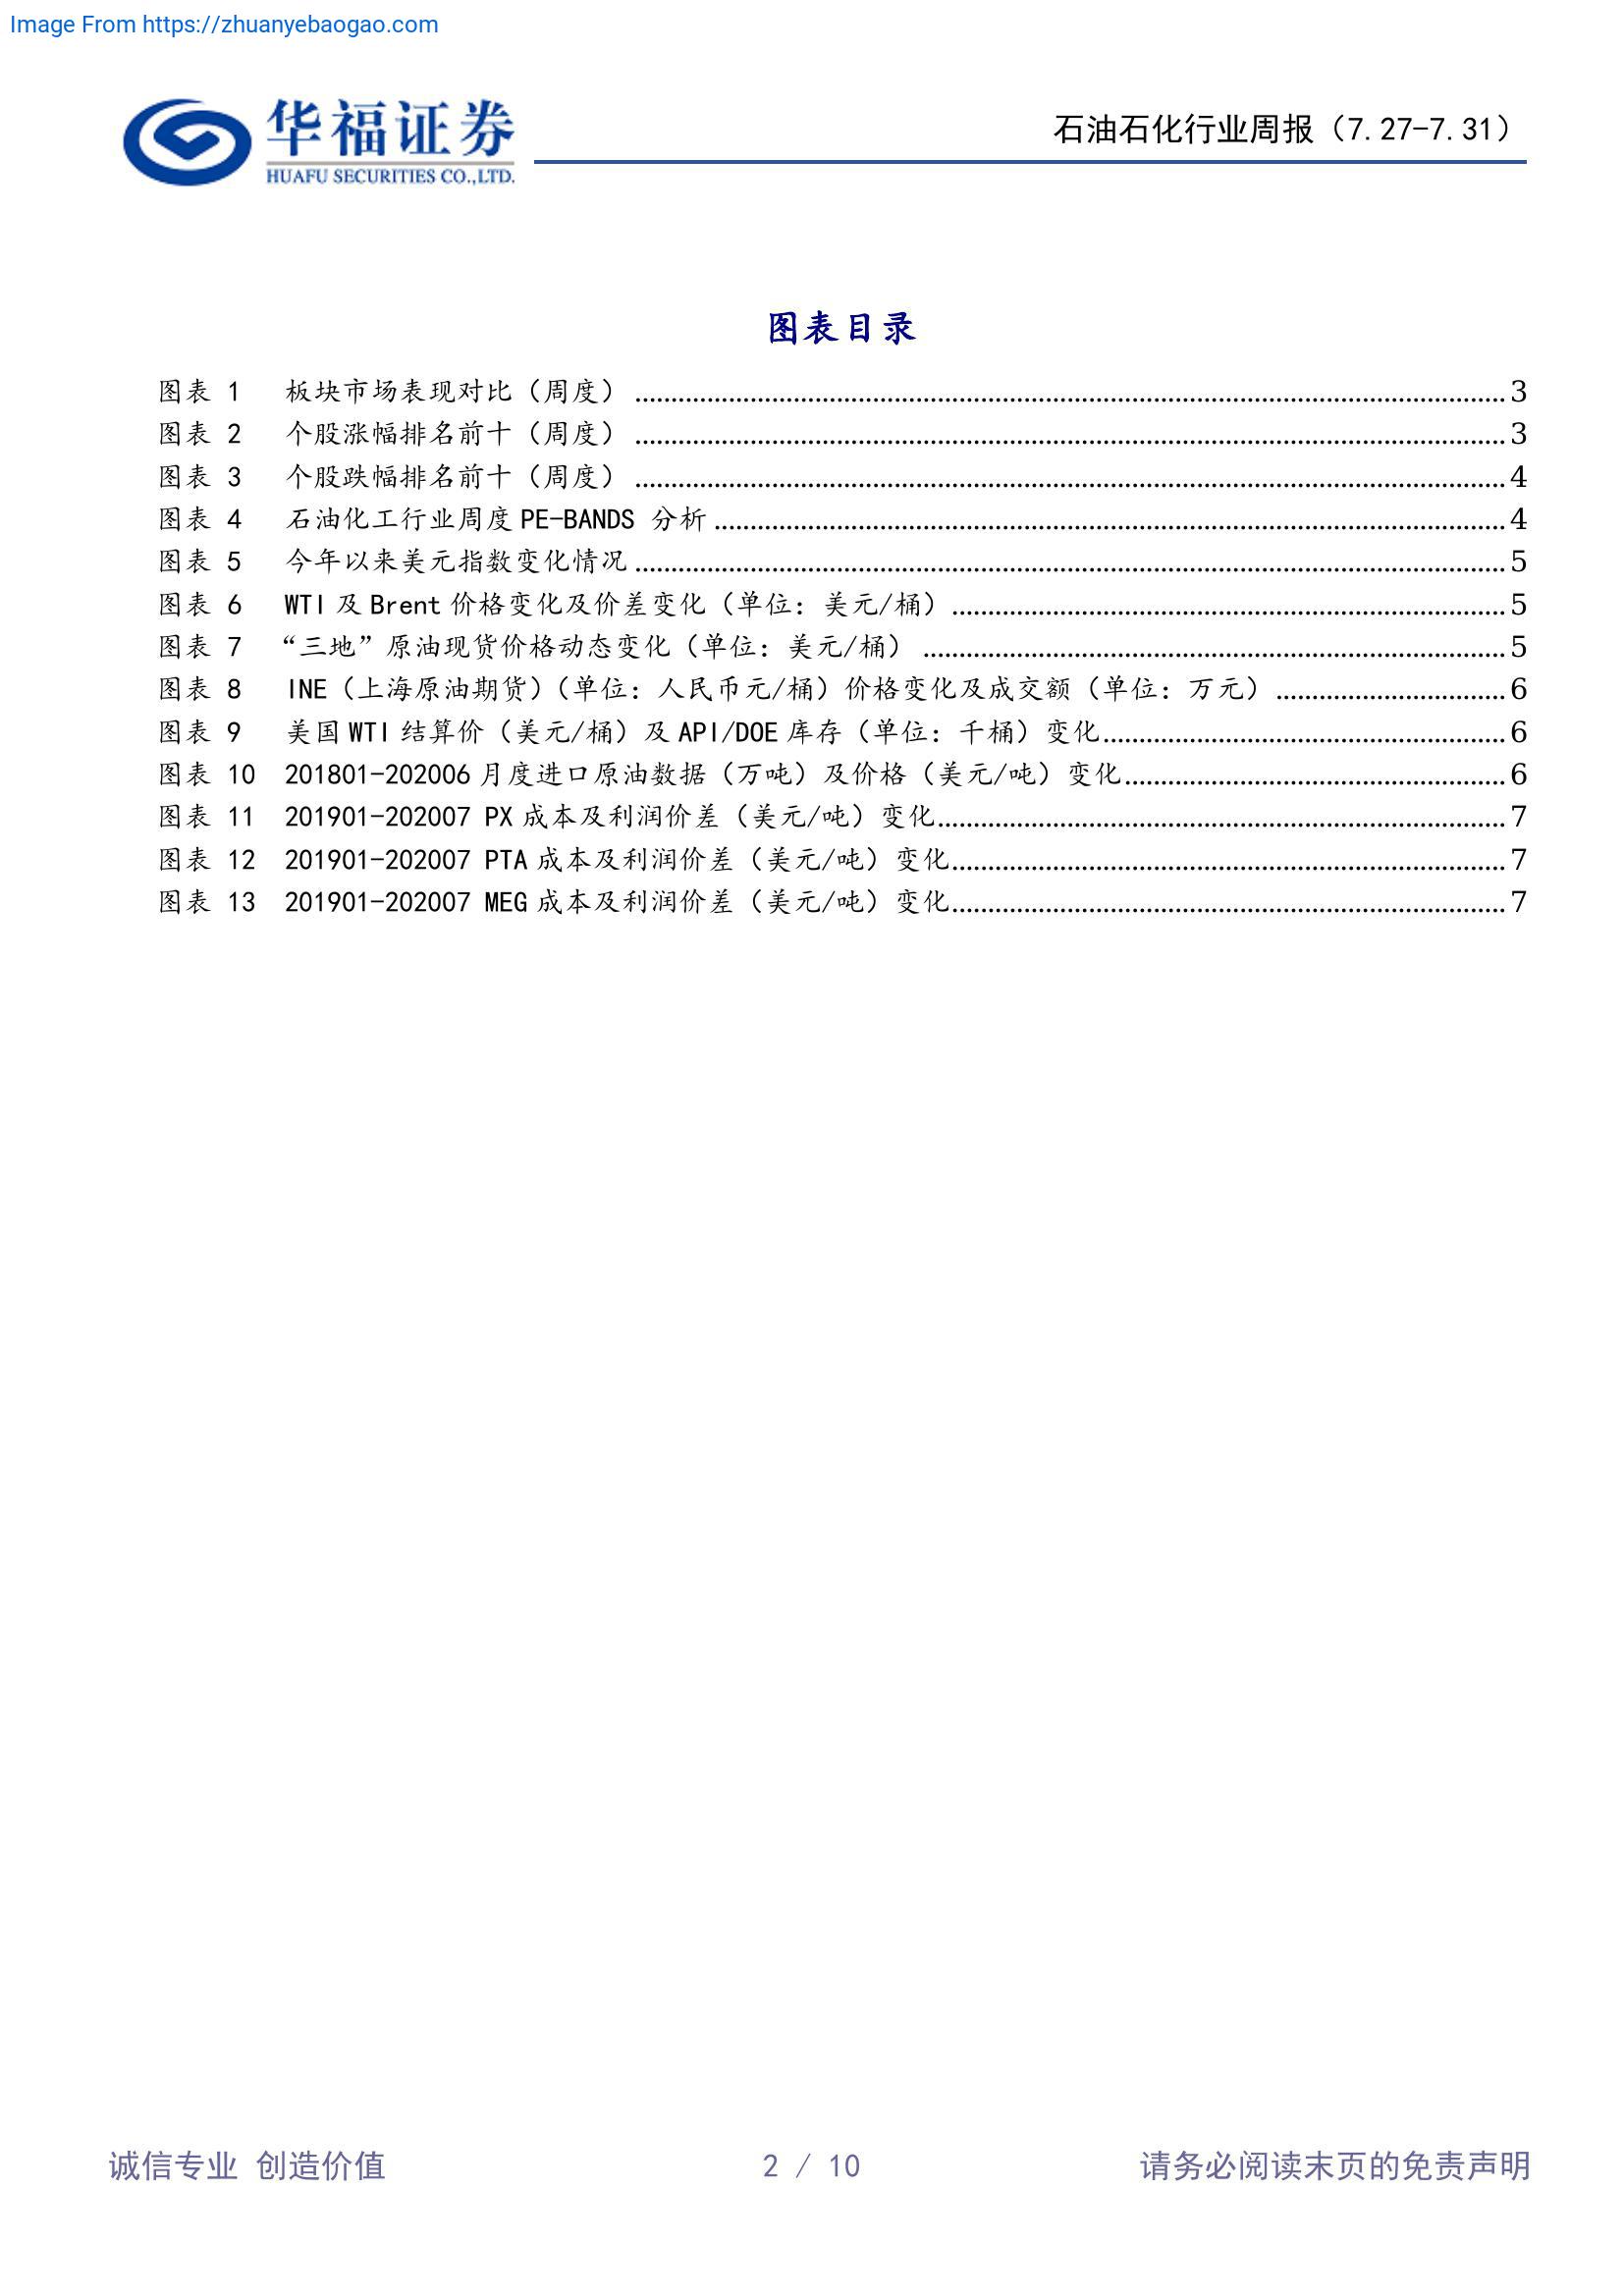 Image From https://zhuanyebaogao.com
华福证券
HUAFU SECURITIES CO.,LTD.
石油石化行业周报（7.27-7.31）
图表目录
图表 1 板块市场表现对比（周度）3
图表 2 个股涨幅排名前十（周度）3
图表 3 个股跌幅排名前十（周度）4
图表 4 石油化工行业周度 PE-BANDS 分析 4
图表 5 今年以来美元指数变化情况 5
图表 6 WTI 及 Brent 价格变化及价差变化（单位：美元/桶）5
图表 7 “三地”原油现货价格动态变化（单位：美元/桶）5
图表 8 INE（上海原油期货）（单位：人民币元/桶）价格变化及成交额（单位：万元）6
图表 9 美国 WTI 结算价（美元/桶）及 API/DOE 库存（单位：千桶）变化 6
图表 10 201801-202006 月度进口原油数据（万吨）及价格（美元/吨）变化 6
图表 11 201901-202007 PX 成本及利润价差（美元/吨）变化 7
图表 12 201901-202007 PTA 成本及利润价差（美元/吨）变化 7
图表 13 201901-202007 MEG 成本及利润价差（美元/吨）变化 7
诚信专业 创造价值 2 / 10 请务必阅读末页的免责声明